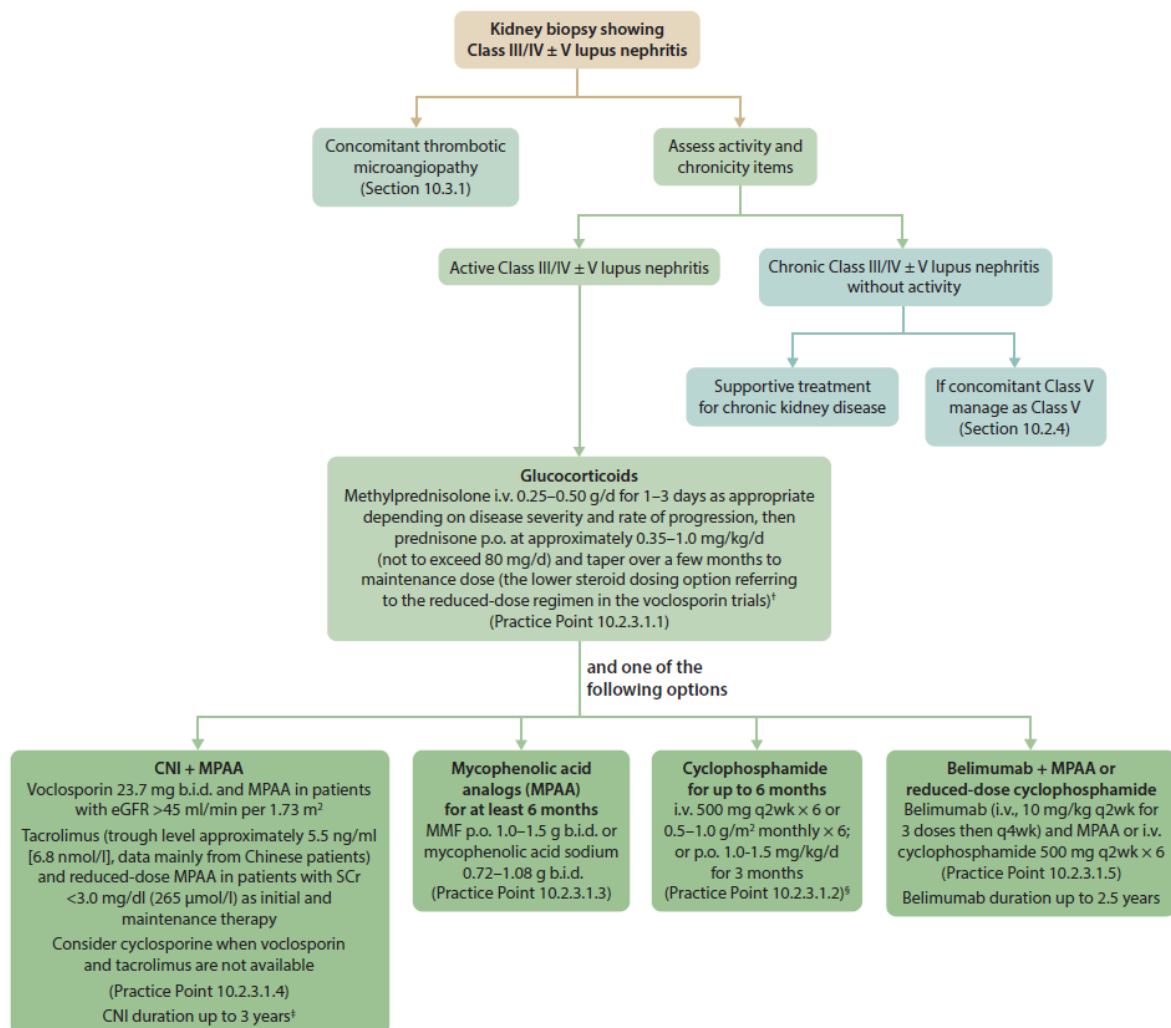 Kidney biopsy showing
Class III/IV ± V lupus nephritis
Concomitant thrombotic
microangiopathy
(Section 10.3.1)
Assess activity and
chronicity items
Active Class III/IV ± V lupus nephritis
Chronic Class III/IV ± V lupus nephritis
without activity
Supportive treatment
for chronic kidney disease
If concomitant Class V
manage as Class V
(Section 10.2.4)
Glucocorticoids
Methylprednisolone i.v. 0.25–0.50 g/d for 1–3 days as appropriate
depending on disease severity and rate of progression, then
prednisone p.o. at approximately 0.35–1.0 mg/kg/d
(not to exceed 80 mg/d) and taper over a few months to
maintenance dose (the lower steroid dosing option referring
to the reduced-dose regimen in the voclosporin trials)†
(Practice Point 10.2.3.1.1)
and one of the
following options
CNI + MPAA
Voclosporin 23.7 mg b.i.d. and MPAA in patients
with eGFR >45 ml/min per 1.73 m²
Tacrolimus (trough level approximately 5.5 ng/ml
[6.8 nmol/l], data mainly from Chinese patients)
and reduced-dose MPAA in patients with SCr
<3.0 mg/dl (265 μmol/l) as initial and
maintenance therapy
Consider cyclosporine when voclosporin
and tacrolimus are not available
(Practice Point 10.2.3.1.4)
CNI duration up to 3 years‡
Mycophenolic acid
analogs (MPAA)
for at least 6 months
MMF p.o. 1.0–1.5 g b.i.d. or
mycophenolic acid sodium
0.72–1.08 g b.i.d.
(Practice Point 10.2.3.1.3)
Cyclophosphamide
for up to 6 months
i.v. 500 mg q2wk × 6 or
0.5–1.0 g/m² monthly × 6;
or p.o. 1.0-1.5 mg/kg/d
for 3 months
(Practice Point 10.2.3.1.2)§
Belimumab + MPAA or
reduced-dose cyclophosphamide
Belimumab (i.v., 10 mg/kg q2wk for
3 doses then q4wk) and MPAA or i.v.
cyclophosphamide 500 mg q2wk × 6
(Practice Point 10.2.3.1.5)
Belimumab duration up to 2.5 years